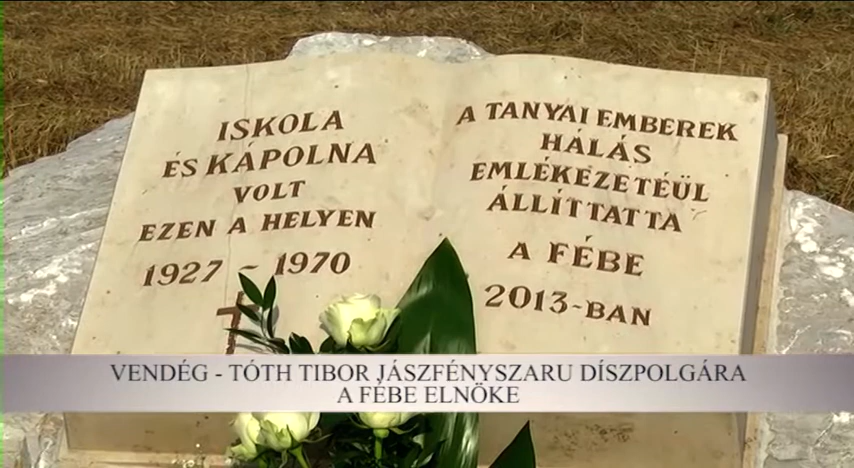 ISKOLA
ÉS KÁPOLNA
VOLT
EZEN A HELYEN
1927 - 1970
A TANYAI EMBEREK
HÁLÁS
EMLÉKEZETÉÜL
ÁLLÍTTATTA
A FÉBE
2013-BAN
VENDÉG - TÓTH TIBOR JÁSZFÉNYSZARU DÍSZPOLGÁRA
A FÉBE ELNÖKE